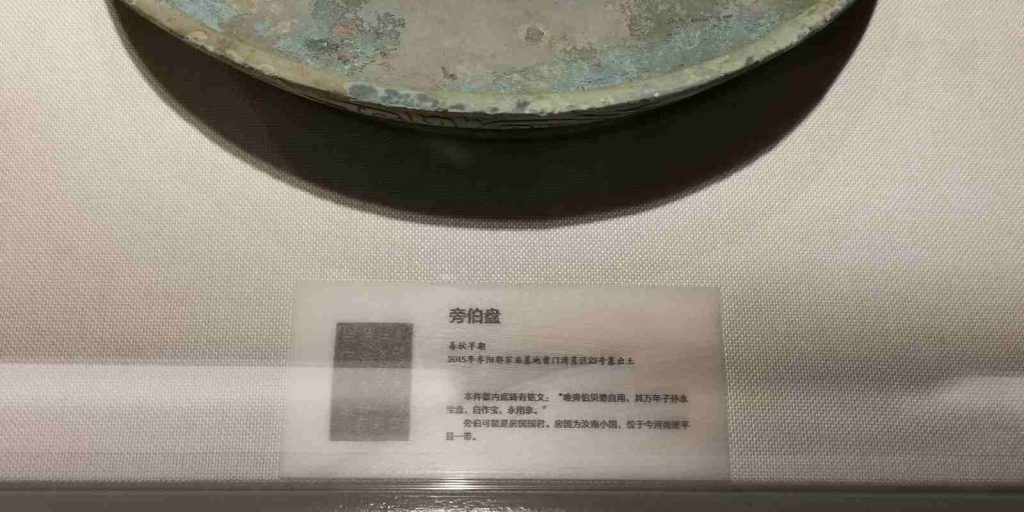 旁伯盘
春秋早期
2015年枣阳郭家庙墓地曹门湾墓区22号墓出土
本件器内底铸有铭文:“唯旁伯贝懋自用,其万年子孙永
宝盘,自作宝,永用享。”
旁伯可能是房国国君。房国为汝南小国,位于今河南遂平
县一带。